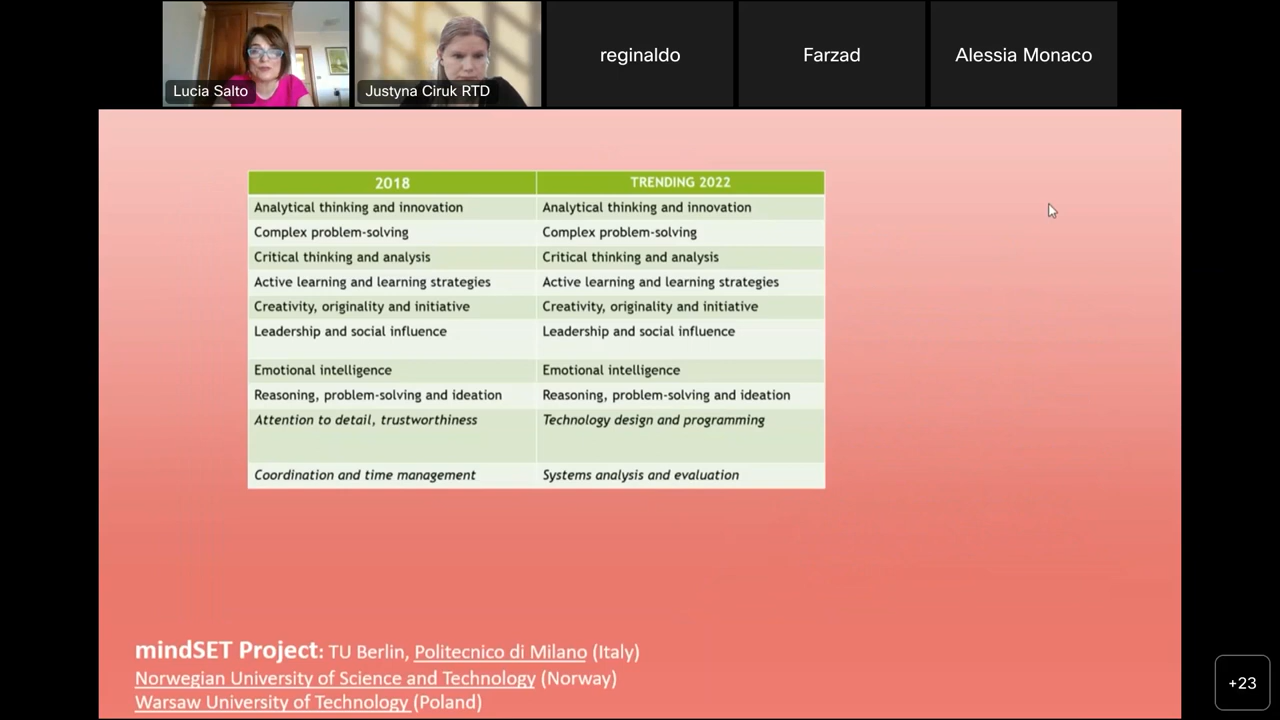 Lucia Salto
Justyna Ciruk RTD
reginaldo
Farzad
Alessia Monaco
2018 TRENDING 2022
Analytical thinking and innovation Analytical thinking and innovation
Complex problem-solving Complex problem-solving
Critical thinking and analysis Critical thinking and analysis
Active learning and learning strategies Active learning and learning strategies
Creativity, originality and initiative Creativity, originality and initiative
Leadership and social influence Leadership and social influence
Emotional intelligence Emotional intelligence
Reasoning, problem-solving and ideation Reasoning, problem-solving and ideation
Attention to detail, trustworthiness Technology design and programming
Coordination and time management Systems analysis and evaluation
mindSET Project: TU Berlin, Politecnico di Milano (Italy)
Norwegian University of Science and Technology (Norway)
Warsaw University of Technology (Poland)
+23